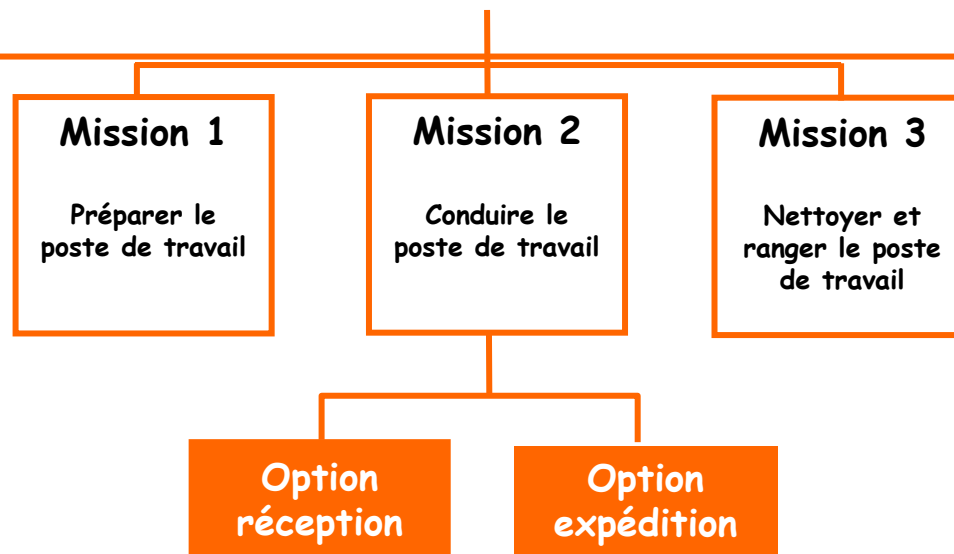 Mission 1
Préparer le
poste de travail
Mission 2
Conduire le
poste de travail
Mission 3
Nettoyer et
ranger le poste
de travail
Option
réception
Option
expédition